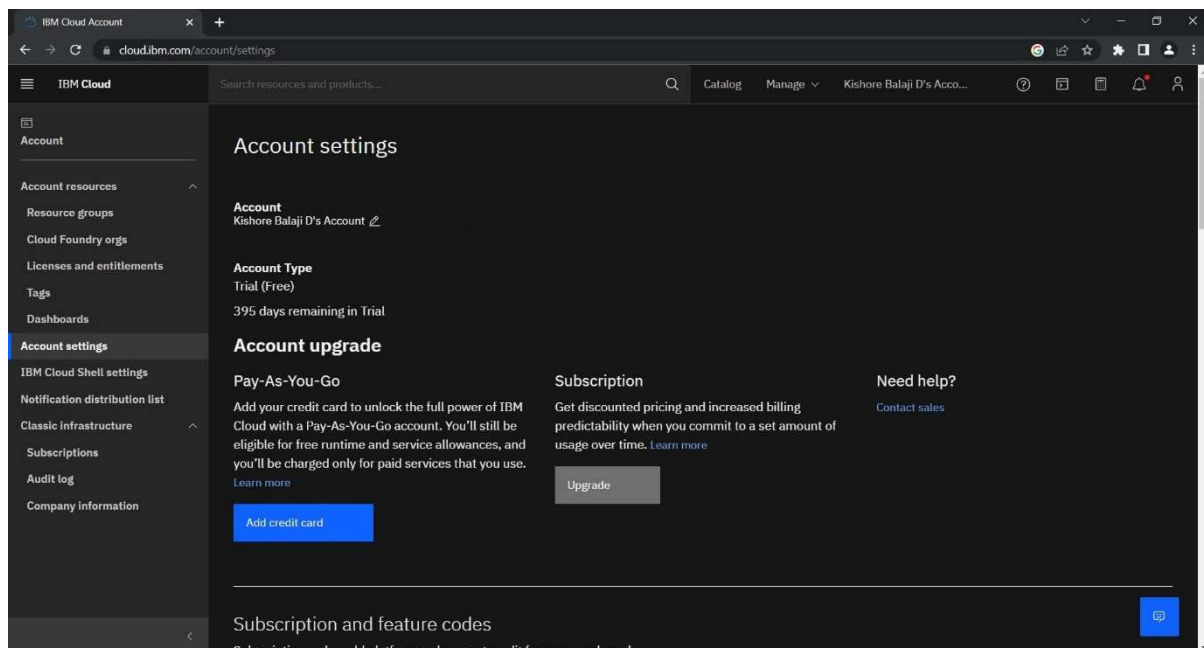 IBM Cloud Account
cloud.ibm.com/account/settings
IBM Cloud
Search resources and products...
Catalog
Manage
Kishore Balaji D's Acco...
Account
Account resources
Resource groups
Cloud Foundry orgs
Licenses and entitlements
Tags
Dashboards
Account settings
IBM Cloud Shell settings
Notification distribution list
Classic infrastructure
Subscriptions
Audit log
Company information
Account settings
Account
Kishore Balaji D's Account
Account Type
Trial (Free)
395 days remaining in Trial
Account upgrade
Pay-As-You-Go
Add your credit card to unlock the full power of IBM
Cloud with a Pay-As-You-Go account. You'll still be
eligible for free runtime and service allowances, and
you'll be charged only for paid services that you use.
Learn more
Add credit card
Subscription
Get discounted pricing and increased billing
predictability when you commit to a set amount of
usage over time. Learn more
Upgrade
Need help?
Contact sales
Subscription and feature codes